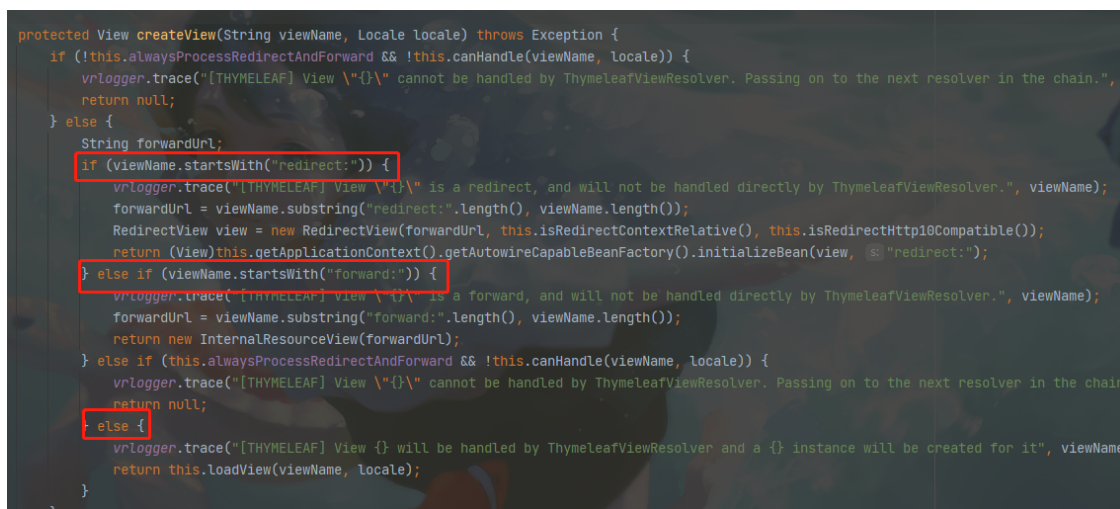 protected View createView(String viewName, Locale locale) throws Exception {
if (!this.alwaysProcessRedirectAndForward && !this.canHandle(viewName, locale)) {
vrlogger.trace("[THYMELEAF] View \"{}\" cannot be handled by ThymeleafViewResolver. Passing on to the next resolver in the chain.",
return null;
} else {
String forwardUrl;
if (viewName.startsWith("redirect:")) {
vrlogger.trace("[THYMELEAF] View \"{}\" is a redirect, and will not be handled directly by ThymeleafViewResolver.", viewName);
forwardUrl = viewName.substring("redirect:".length(), viewName.length());
RedirectView view = new RedirectView(forwardUrl, this.isRedirectContextRelative(), this.isRedirectHttp10Compatible());
return (View)this.getApplicationContext().getAutowireCapableBeanFactory().initializeBean(view, s: "redirect:");
} else if (viewName.startsWith("forward:")) {
vrlogger.trace("[THYMELEAF] View \"{}\" is a forward, and will not be handled directly by ThymeleafViewResolver.", viewName);
forwardUrl = viewName.substring("forward:".length(), viewName.length());
return new InternalResourceView(forwardUrl);
} else if (this.alwaysProcessRedirectAndForward && !this.canHandle(viewName, locale)) {
vrlogger.trace("[THYMELEAF] View \"{}\" cannot be handled by ThymeleafViewResolver. Passing on to the next resolver in the chai
return null;
} else {
vrlogger.trace("[THYMELEAF] View {} will be handled by ThymeleafViewResolver and a {} instance will be created for it", viewName
return this.loadView(viewName, locale);
}